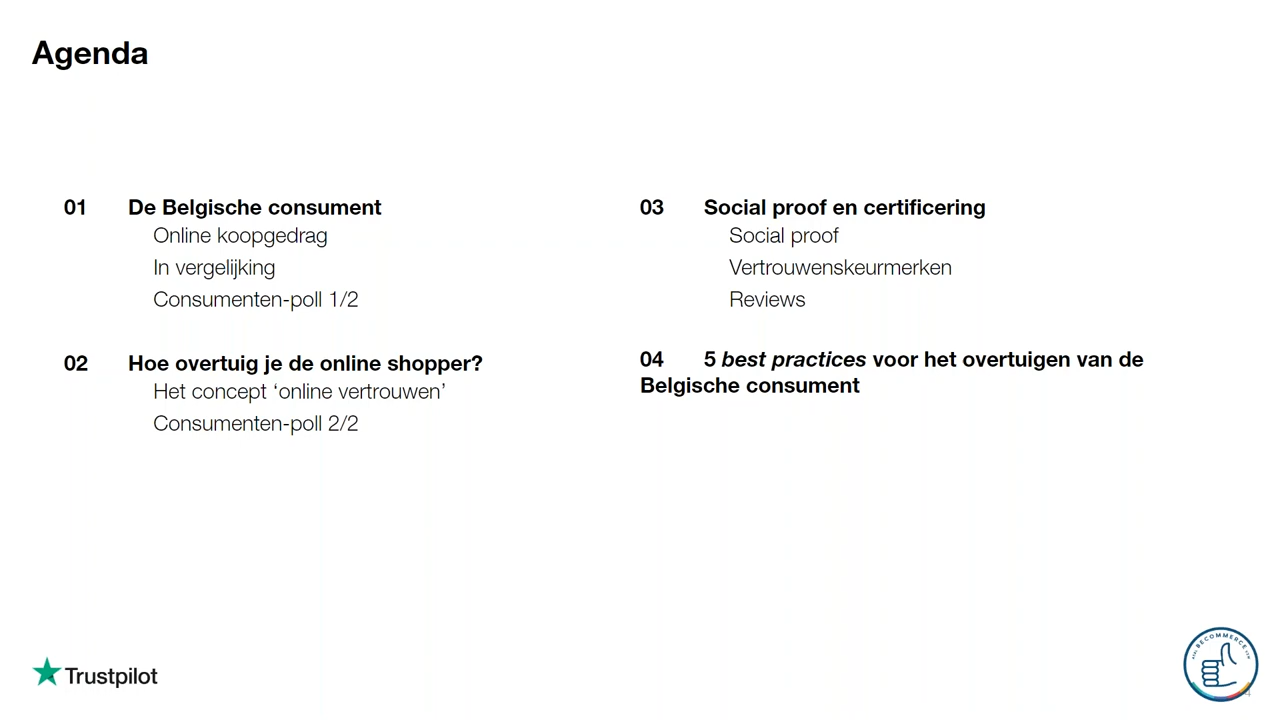 Agenda
01 De Belgische consument
Online koopgedrag
In vergelijking
Consumenten-poll 1/2
02 Hoe overtuig je de online shopper?
Het concept ‘online vertrouwen’
Consumenten-poll 2/2
03 Social proof en certificering
Social proof
Vertrouwenskeurmerken
Reviews
04 5 best practices voor het overtuigen van de
Belgische consument
Trustpilot
BECOMMERCE
4